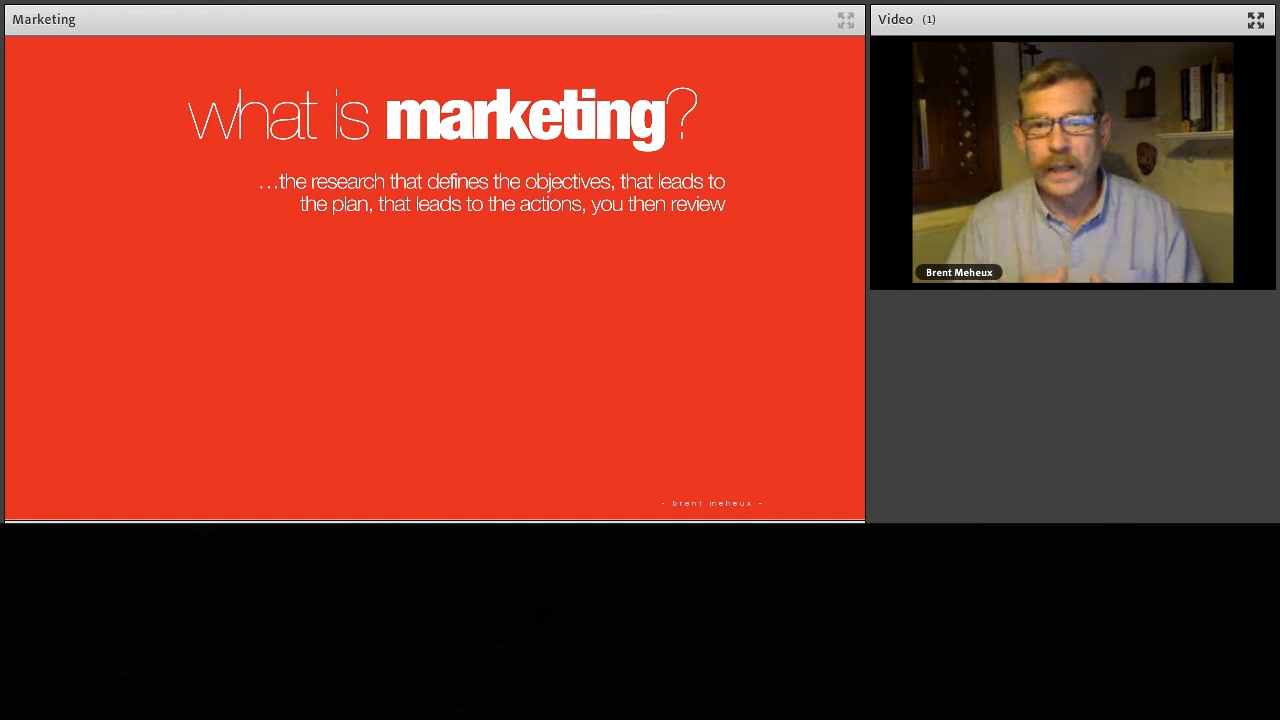 Marketing
Video (1)
what is marketing?
...the research that defines the objectives, that leads to
the plan, that leads to the actions, you then review
- brent meheux -
Brent Meheux